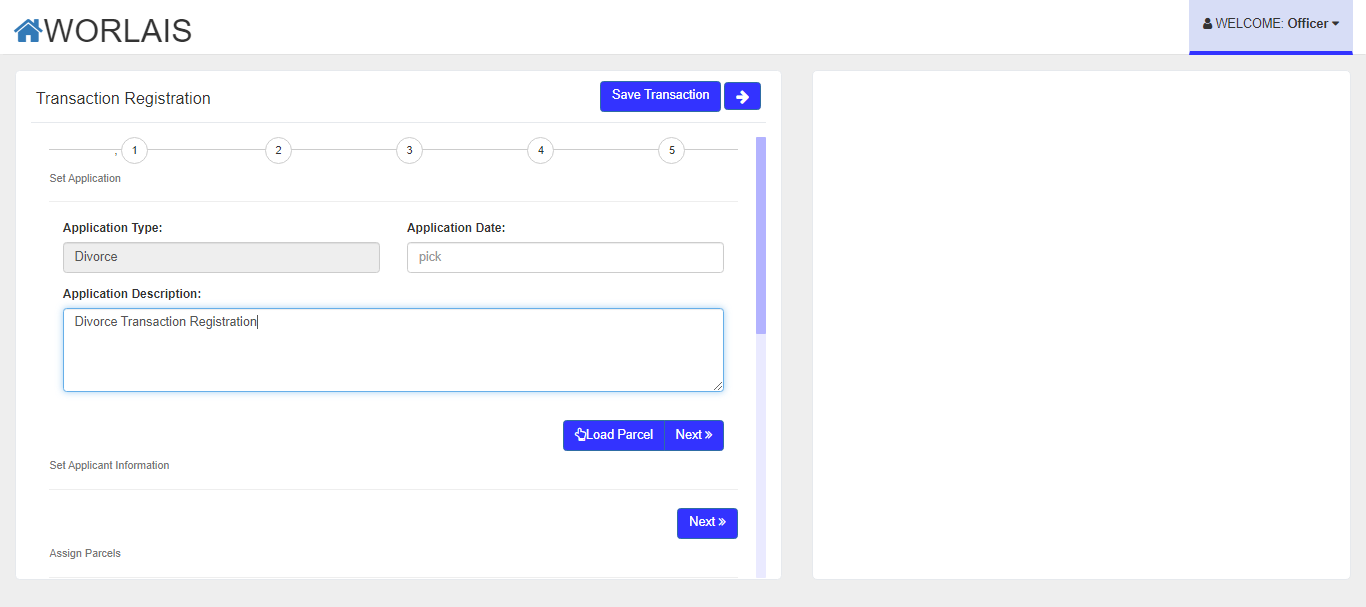 WORLAIS
WELCOME: Officer
Transaction Registration
Save Transaction
1 2 3 4 5
Set Application
Application Type: Application Date:
Divorce pick
Application Description:
Divorce Transaction Registration
Load Parcel Next »
Set Applicant Information
Next »
Assign Parcels